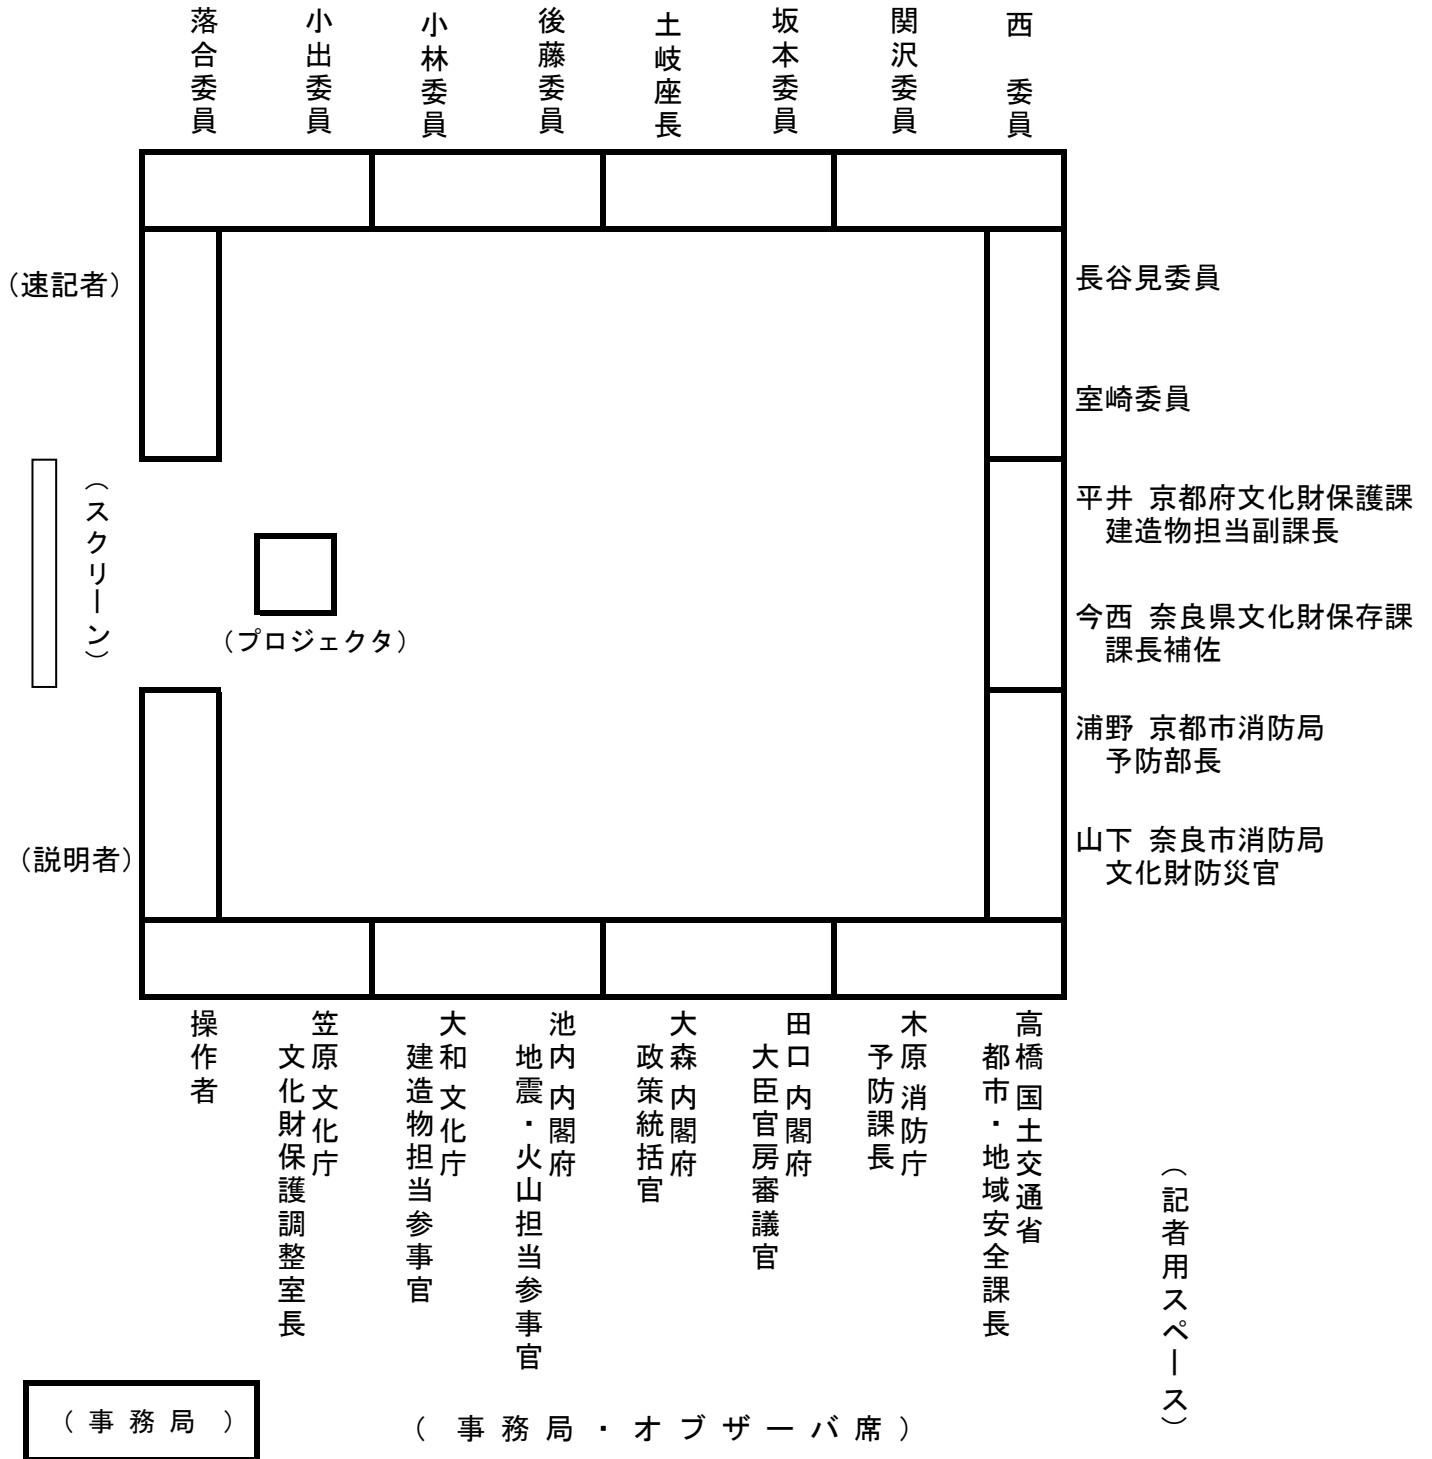 落合委員
小出委員
小林委員
後藤委員
土岐座長
坂本委員
関沢委員
西 委員
(速記者)
長谷見委員
室崎委員
(スクリーン)
(プロジェクタ)
平井 京都府文化財保護課
建造物担当副課長
今西 奈良県文化財保存課
課長補佐
浦野 京都市消防局
予防部長
(説明者)
山下 奈良市消防局
文化財防災官
操作者
笠原 文化庁
文化財保護調整室長
大和 文化庁
建造物担当参事官
池内 内閣府
地震・火山担当参事官
大森 内閣府
政策統括官
田口 内閣府
大臣官房審議官
木原 消防庁
予防課長
高橋 国土交通省
都市・地域安全課長
(記者用スペース)
(事務局)
(事務局・オブザーバ席)